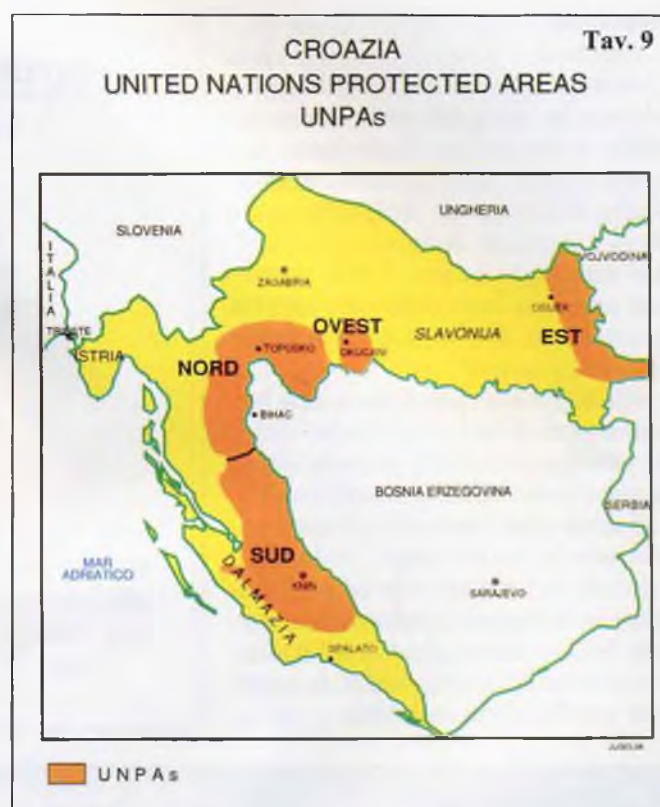 Tav. 9
CROAZIA
UNITED NATIONS PROTECTED AREAS
UNPAs
UNGHERIA
SLOVENIA
VOJVODINA
ITALIA
ZAGABRIA
OSIJEK
OVEST
SLAVONIJA
TRIESTE
EST
ISTRIA
TOPUSKO
OKUCANI
NORD
BIHAC
BOSNIA ERZEGOVINA
SERBIA
MAR
ADRIATICO
SUD
KNIN
DALMAZIA
SARAJEVO
SPALATO
UNPAs